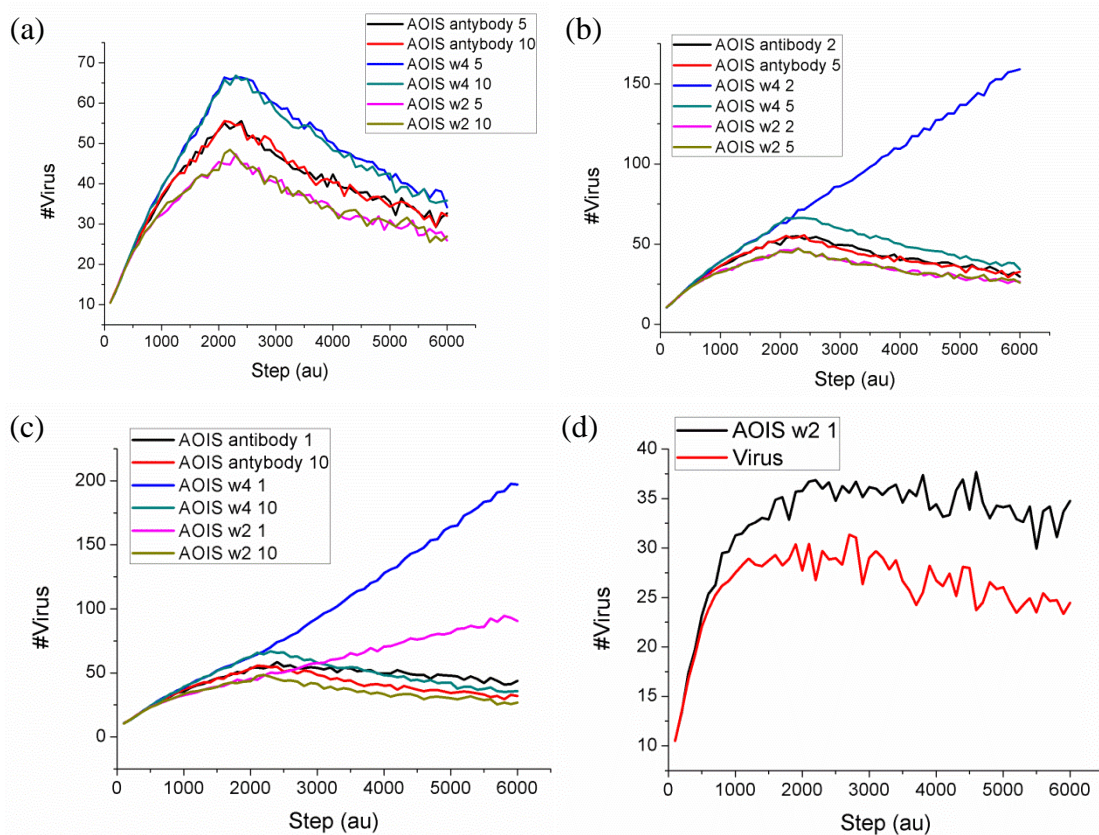 (a)
AOIS antybody 5
AOIS antybody 10
AOIS w4 5
AOIS w4 10
AOIS w2 5
AOIS w2 10
70
60
50
40
30
20
10
#Virus
0 1000 2000 3000 4000 5000 6000
Step (au)
(b)
AOIS antibody 2
AOIS antybody 5
AOIS w4 2
AOIS w4 5
AOIS w2 2
AOIS w2 5
150
100
50
0
#Virus
0 1000 2000 3000 4000 5000 6000
Step (au)
(c)
AOIS antibody 1
AOIS antybody 10
AOIS w4 1
AOIS w4 10
AOIS w2 1
AOIS w2 10
200
150
100
50
0
#Virus
0 1000 2000 3000 4000 5000 6000
Step (au)
(d)
AOIS w2 1
Virus
40
35
30
25
20
15
10
#Virus
0 1000 2000 3000 4000 5000 6000
Step (au)